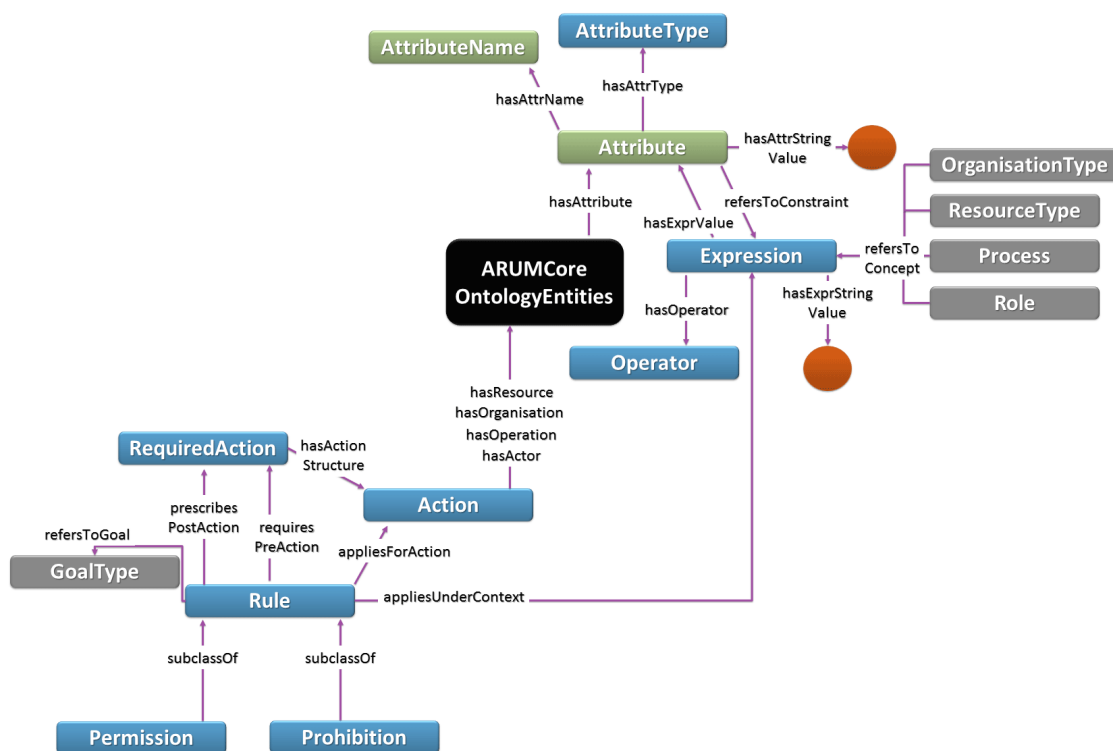 AttributeType
AttributeName
hasAttrType
hasAttrName
Attribute
hasAttrString
Value
OrganisationType
hasAttribute
refersToConstraint
ResourceType
hasExprValue
ARUMCore
OntologyEntities
Expression
refersTo
Concept
Process
hasExprString
Value
Role
hasOperator
Operator
hasResource
hasOrganisation
hasOperation
hasActor
RequiredAction
hasAction
Structure
Action
prescribes
PostAction
requires
PreAction
refersToGoal
appliesForAction
GoalType
Rule
appliesUnderContext
subclassOf
subclassOf
Permission
Prohibition